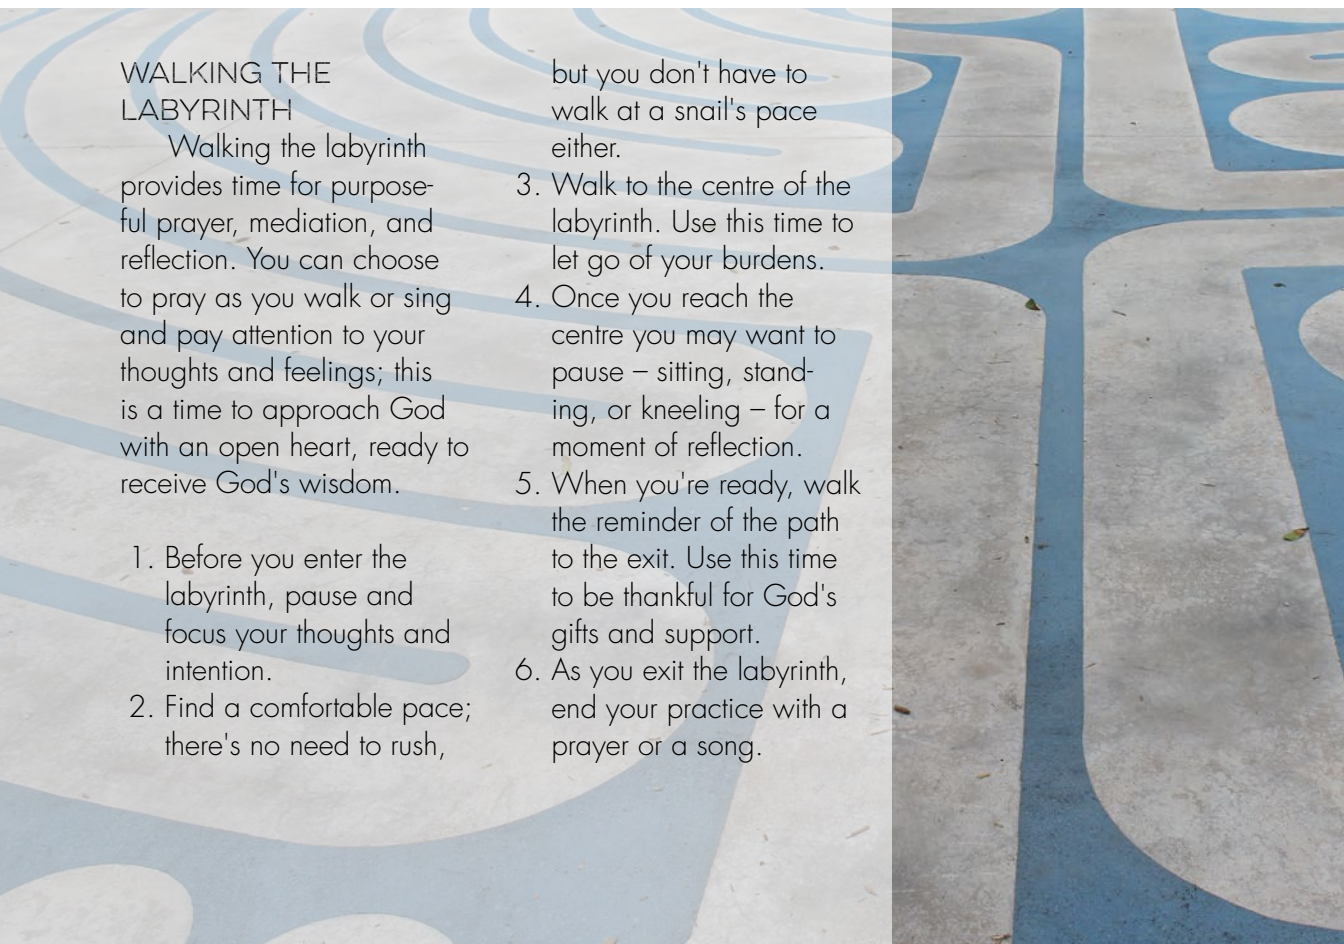 WALKING THE
LABYRINTH
Walking the labyrinth
provides time for purpose-
ful prayer, mediation, and
reflection. You can choose
to pray as you walk or sing
and pay attention to your
thoughts and feelings; this
is a time to approach God
with an open heart, ready to
receive God's wisdom.
1. Before you enter the
labyrinth, pause and
focus your thoughts and
intention.
2. Find a comfortable pace;
there's no need to rush,
but you don't have to
walk at a snail's pace
either.
3. Walk to the centre of the
labyrinth. Use this time to
let go of your burdens.
4. Once you reach the
centre you may want to
pause – sitting, stand-
ing, or kneeling – for a
moment of reflection.
5. When you're ready, walk
the reminder of the path
to the exit. Use this time
to be thankful for God's
gifts and support.
6. As you exit the labyrinth,
end your practice with a
prayer or a song.